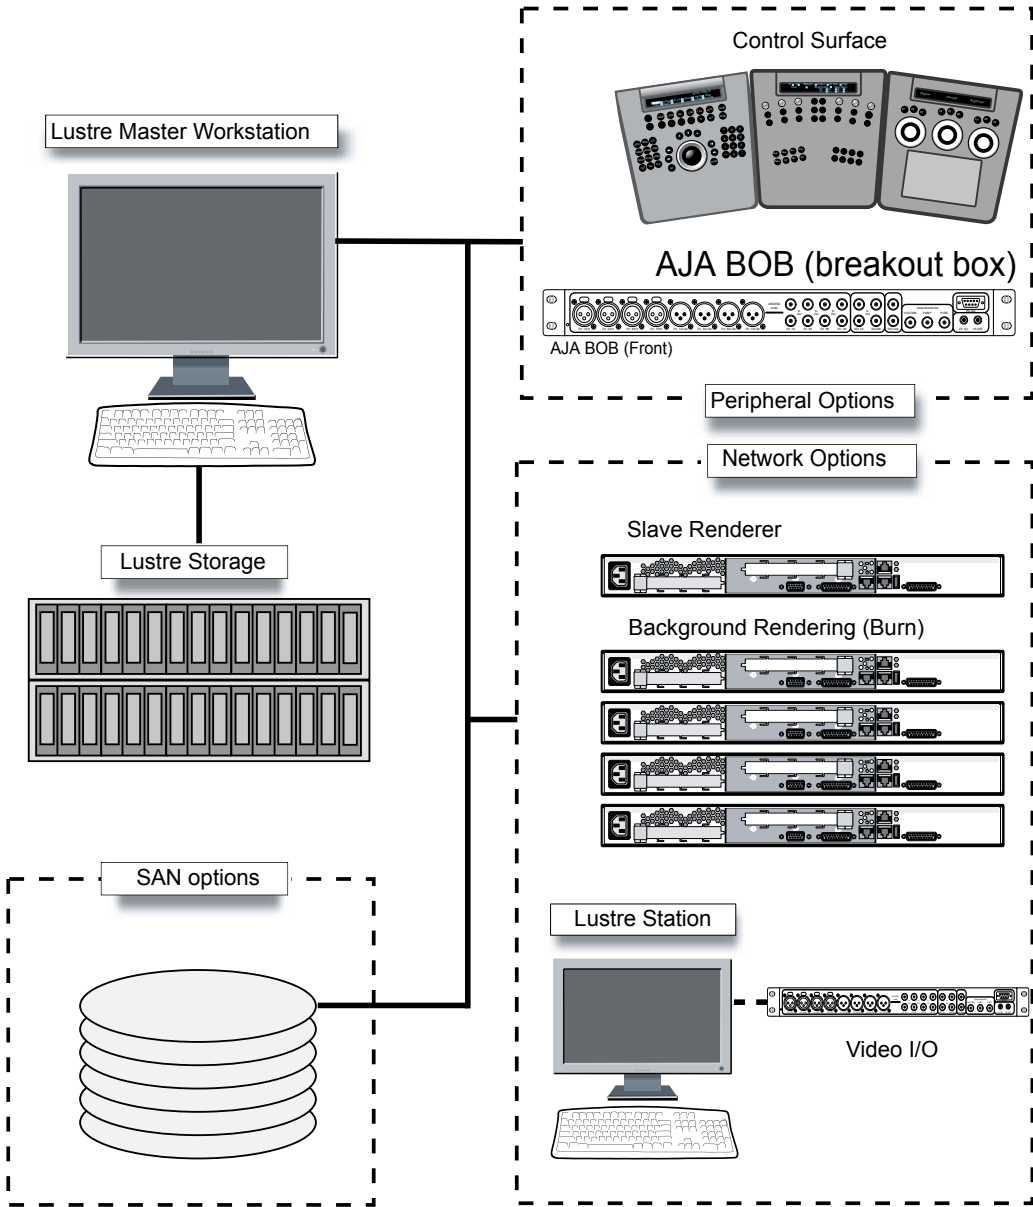 Control Surface
Lustre Master Workstation
AJA BOB (breakout box)
AJA BOB (Front)
Peripheral Options
Network Options
Slave Renderer
Lustre Storage
Background Rendering (Burn)
SAN options
Lustre Station
Video I/O